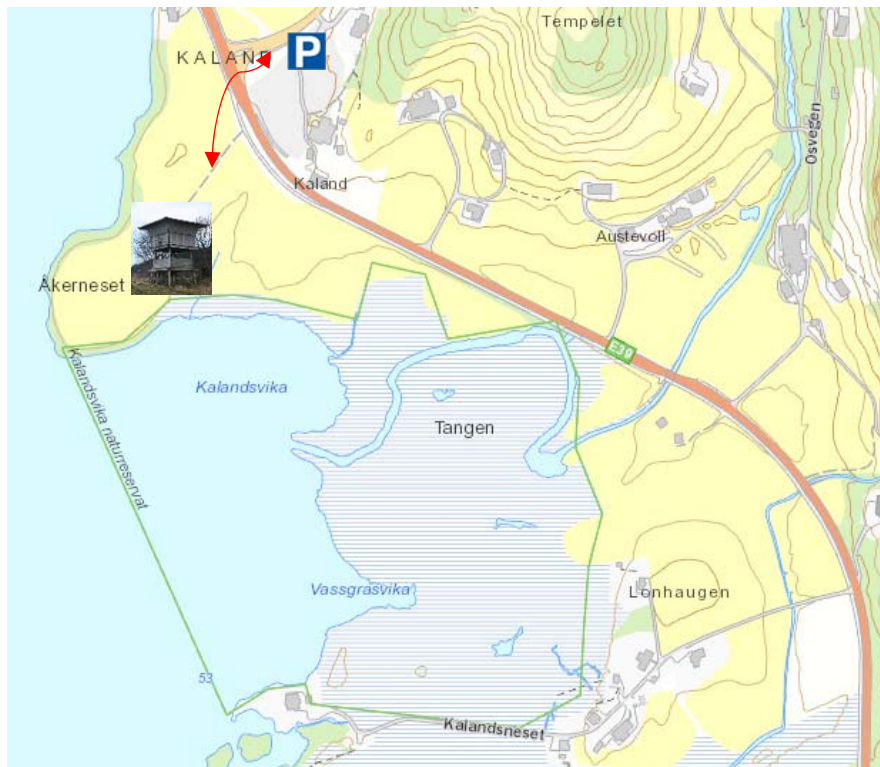 Tempelet
P
KALAND
Osvegen
Kaland
Austevoll
Åkerneset
E39
Kalandsvika naturreservat
Kalandsvika
Tangen
Vassgrasvika
Lonhaugen
53
Kalandsneset